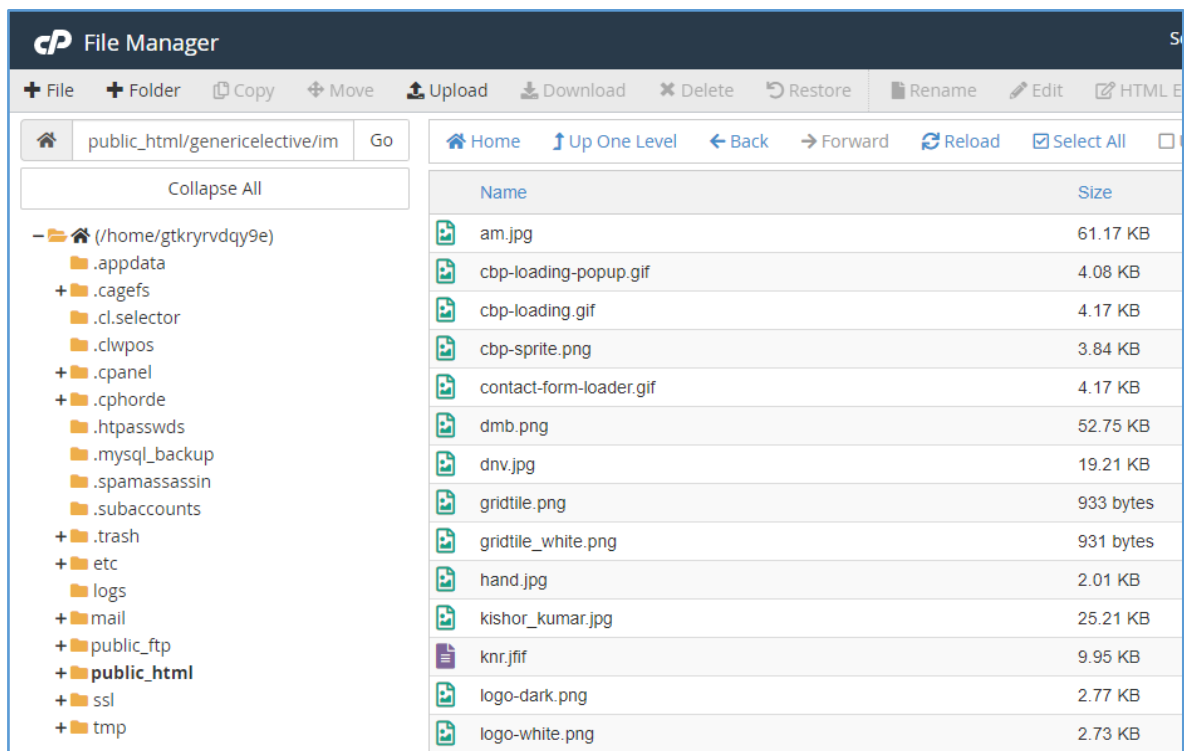 cP File Manager
File Folder Copy Move Upload Download Delete Restore Rename Edit HTML E
public_html/genericelective/im Go Home Up One Level Back Forward Reload Select All
Collapse All
Name Size
(/home/gtkryrvdqy9e)
.appdata
.cagefs
.cl.selector
.clwpos
.cpanel
.cphorde
.htpasswds
.mysql_backup
.spamassassin
.subaccounts
.trash
etc
logs
mail
public_ftp
public_html
ssl
tmp
am.jpg 61.17 KB
cbp-loading-popup.gif 4.08 KB
cbp-loading.gif 4.17 KB
cbp-sprite.png 3.84 KB
contact-form-loader.gif 4.17 KB
dmb.png 52.75 KB
dnv.jpg 19.21 KB
gridtile.png 933 bytes
gridtile_white.png 931 bytes
hand.jpg 2.01 KB
kishor_kumar.jpg 25.21 KB
knr.jfif 9.95 KB
logo-dark.png 2.77 KB
logo-white.png 2.73 KB